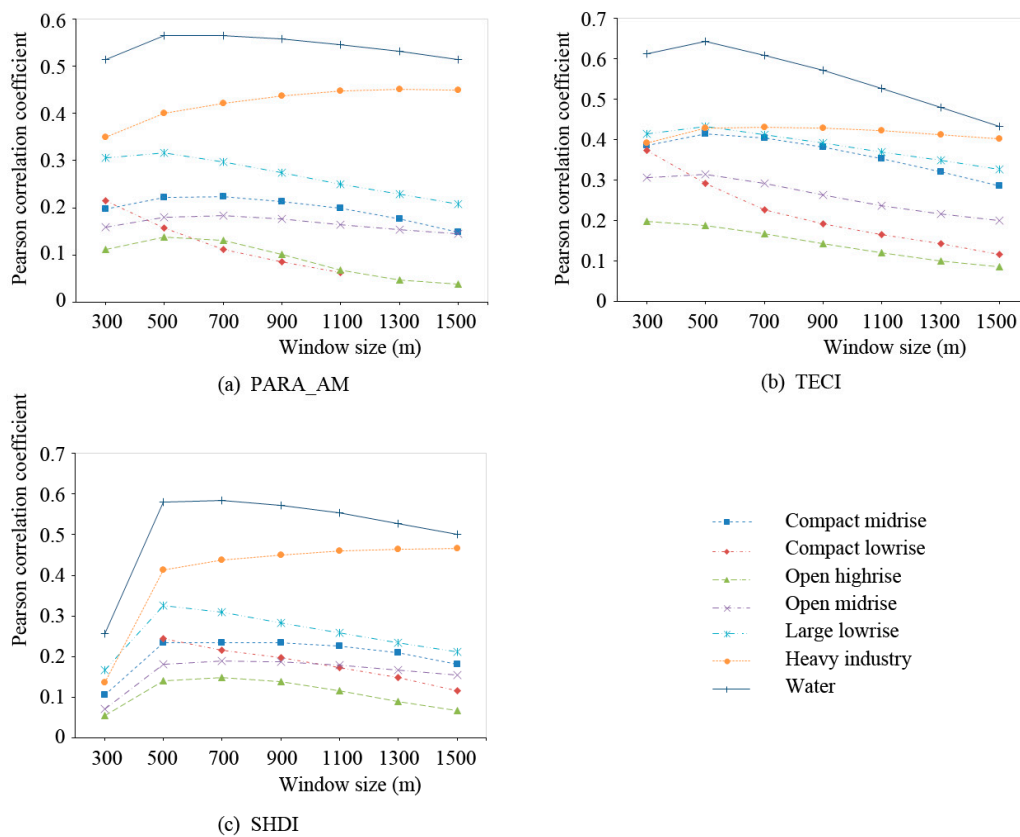 Pearson correlation coefficient
0.6
0.5
0.4
0.3
0.2
0.1
0
300 500 700 900 1100 1300 1500
Window size (m)
(a) PARA_AM
Pearson correlation coefficient
0.7
0.6
0.5
0.4
0.3
0.2
0.1
0
300 500 700 900 1100 1300 1500
Window size (m)
(b) TECI
Pearson correlation coefficient
0.7
0.6
0.5
0.4
0.3
0.2
0.1
0
300 500 700 900 1100 1300 1500
Window size (m)
(c) SHDI
Compact midrise
Compact lowrise
Open highrise
Open midrise
Large lowrise
Heavy industry
Water